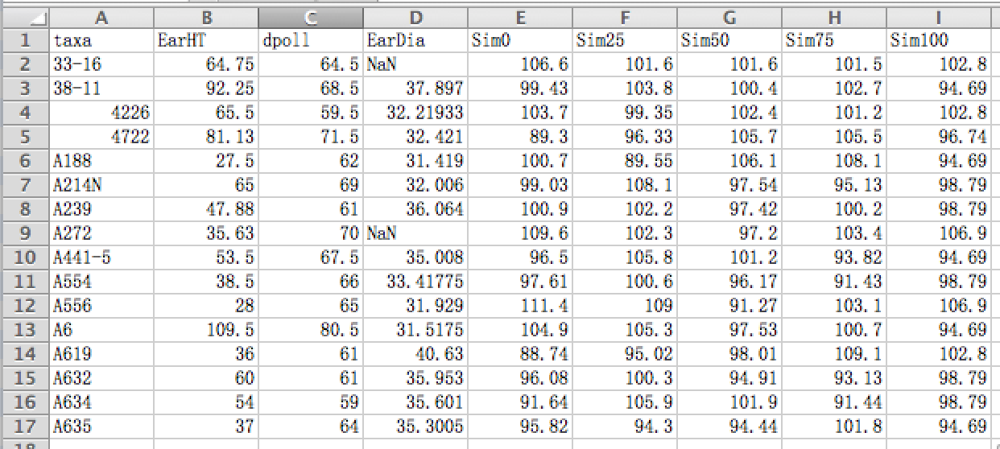 A B C D E F G H I
1 taxa EarHT dpoll EarDia Sim0 Sim25 Sim50 Sim75 Sim100
2 33-16 64.75 64.5 NaN 106.6 101.6 101.6 101.5 102.8
3 38-11 92.25 68.5 37.897 99.43 103.8 100.4 102.7 94.69
4 4226 65.5 59.5 32.21933 103.7 99.35 102.4 101.2 102.8
5 4722 81.13 71.5 32.421 89.3 96.33 105.7 105.5 96.74
6 A188 27.5 62 31.419 100.7 89.55 106.1 108.1 94.69
7 A214N 65 69 32.006 99.03 108.1 97.54 95.13 98.79
8 A239 47.88 61 36.064 100.9 102.2 97.42 100.2 98.79
9 A272 35.63 70 NaN 109.6 102.3 97.2 103.4 106.9
10 A441-5 53.5 67.5 35.008 96.5 105.8 101.2 93.82 94.69
11 A554 38.5 66 33.41775 97.61 100.6 96.17 91.43 98.79
12 A556 28 65 31.929 111.4 109 91.27 103.1 106.9
13 A6 109.5 80.5 31.5175 104.9 105.3 97.53 100.7 94.69
14 A619 36 61 40.63 88.74 95.02 98.01 109.1 102.8
15 A632 60 61 35.953 96.08 100.3 94.91 93.13 98.79
16 A634 54 59 35.601 91.64 105.9 101.9 91.44 98.79
17 A635 37 64 35.3005 95.82 94.3 94.44 101.8 94.69
18